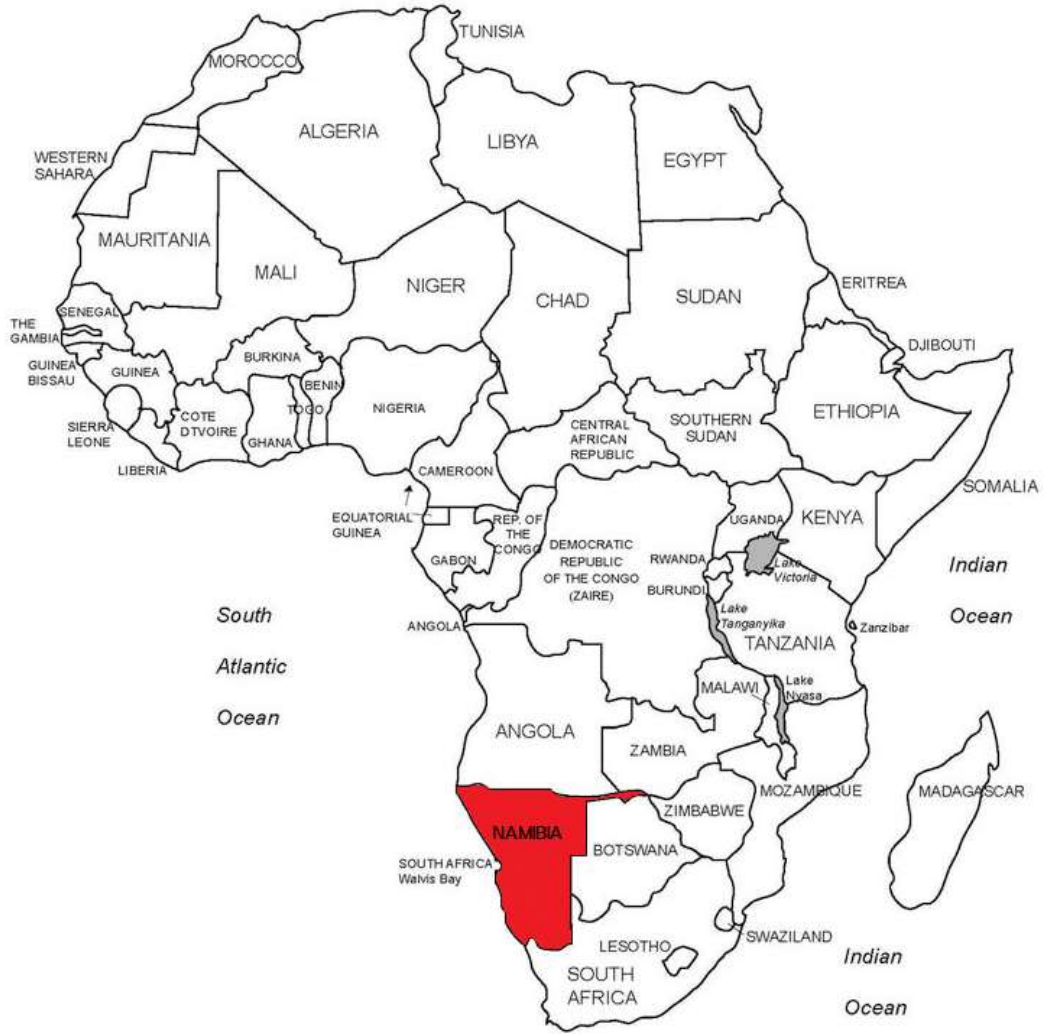 TUNISIA
MOROCCO
ALGERIA
LIBYA
EGYPT
WESTERN
SAHARA
MAURITANIA
MALI
NIGER
CHAD
SUDAN
ERITREA
SENEGAL
THE
GAMBIA
DJIBOUTI
GUINEA
BISSAU
GUINEA
BURKINA
BENIN
TOGO
NIGERIA
ETHIOPIA
SIERRA
LEONE
COTE
DTVOIRE
GHANA
CENTRAL
AFRICAN
REPUBLIC
SOUTHERN
SUDAN
LIBERIA
CAMEROON
SOMALIA
EQUATORIAL
GUINEA
REP. OF
THE
CONGO
UGANDA
KENYA
GABON
DEMOCRATIC
REPUBLIC
OF THE CONGO
(ZAIRE)
RWANDA
Lake
Victoria
Indian
Ocean
BURUNDI
Lake
Tanganyika
South
Atlantic
Ocean
ANGOLA
TANZANIA
Zanzibar
MALAWI
Lake
Nyasa
ANGOLA
ZAMBIA
MOZAMBIQUE
MADAGASCAR
ZIMBABWE
NAMIBIA
BOTSWANA
SOUTH AFRICA
Walvis Bay
SWAZILAND
LESOTHO
SOUTH
AFRICA
Indian
Ocean